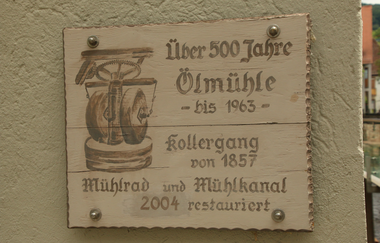 Über 500 Jahre
Ölmühle
- bis 1963 -
Kollergang
von 1857
Mühlrad und Mühlkanal
2004 restauriert